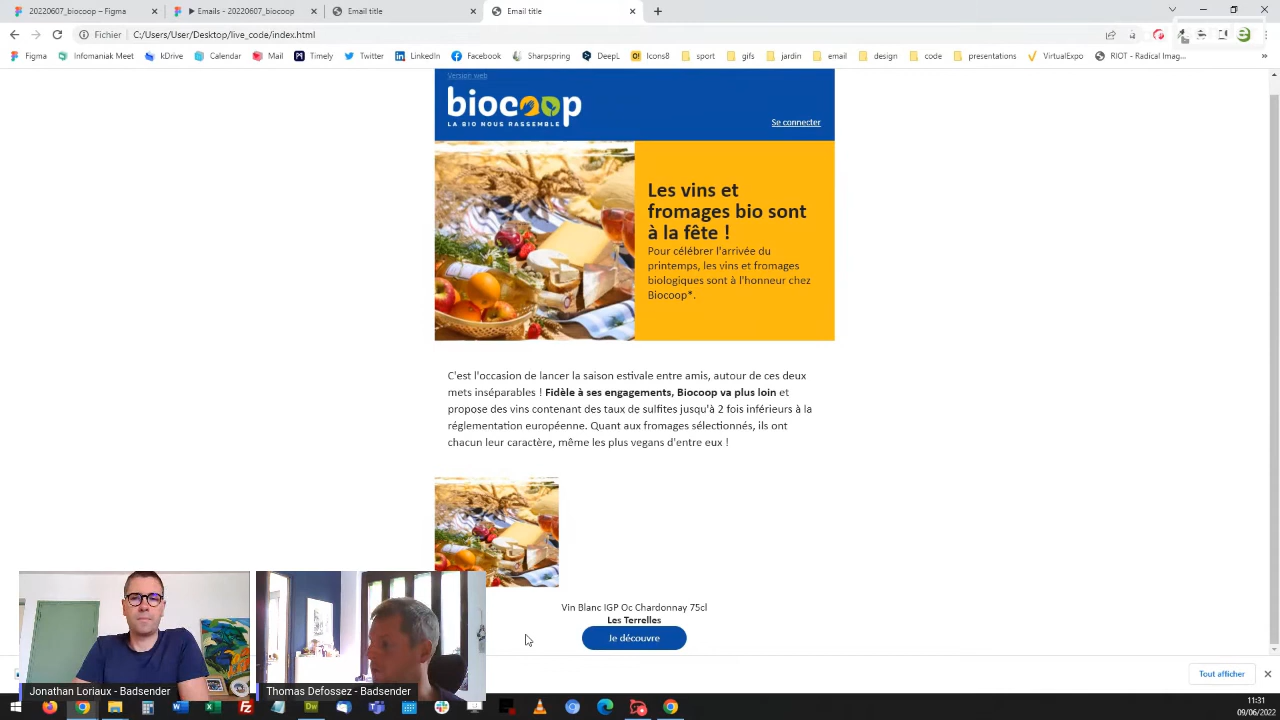 20220607_Emailing
Emails - 20220607_Bioc
Email title
Email title
Fichier
C:/Users/User/Desktop/live_code/index.html
Figma
Infomaniak Meet
kDrive
Calendar
Mail
Timely
Twitter
LinkedIn
Facebook
Sharpspring
DeepL
Icons8
sport
gifs
jardin
email
design
code
presentations
VirtualExpo
RIOT - Radical Imag...
Version web
biocoop
LA BIO NOUS RASSEMBLE
Se connecter
Les vins et
fromages bio sont
à la fête !
Pour célébrer l'arrivée du
printemps, les vins et fromages
biologiques sont à l'honneur chez
Biocoop*.
C'est l'occasion de lancer la saison estivale entre amis, autour de ces deux
mets inséparables ! Fidèle à ses engagements, Biocoop va plus loin et
propose des vins contenant des taux de sulfites jusqu'à 2 fois inférieurs à la
réglementation européenne. Quant aux fromages sélectionnés, ils ont
chacun leur caractère, même les plus vegans d'entre eux !
Vin Blanc IGP Oc Chardonnay 75cl
Les Terrelles
Je découvre
Jonathan Loriaux - Badsender
Thomas Defossez - Badsender
Tout afficher
11:31
09/06/2022